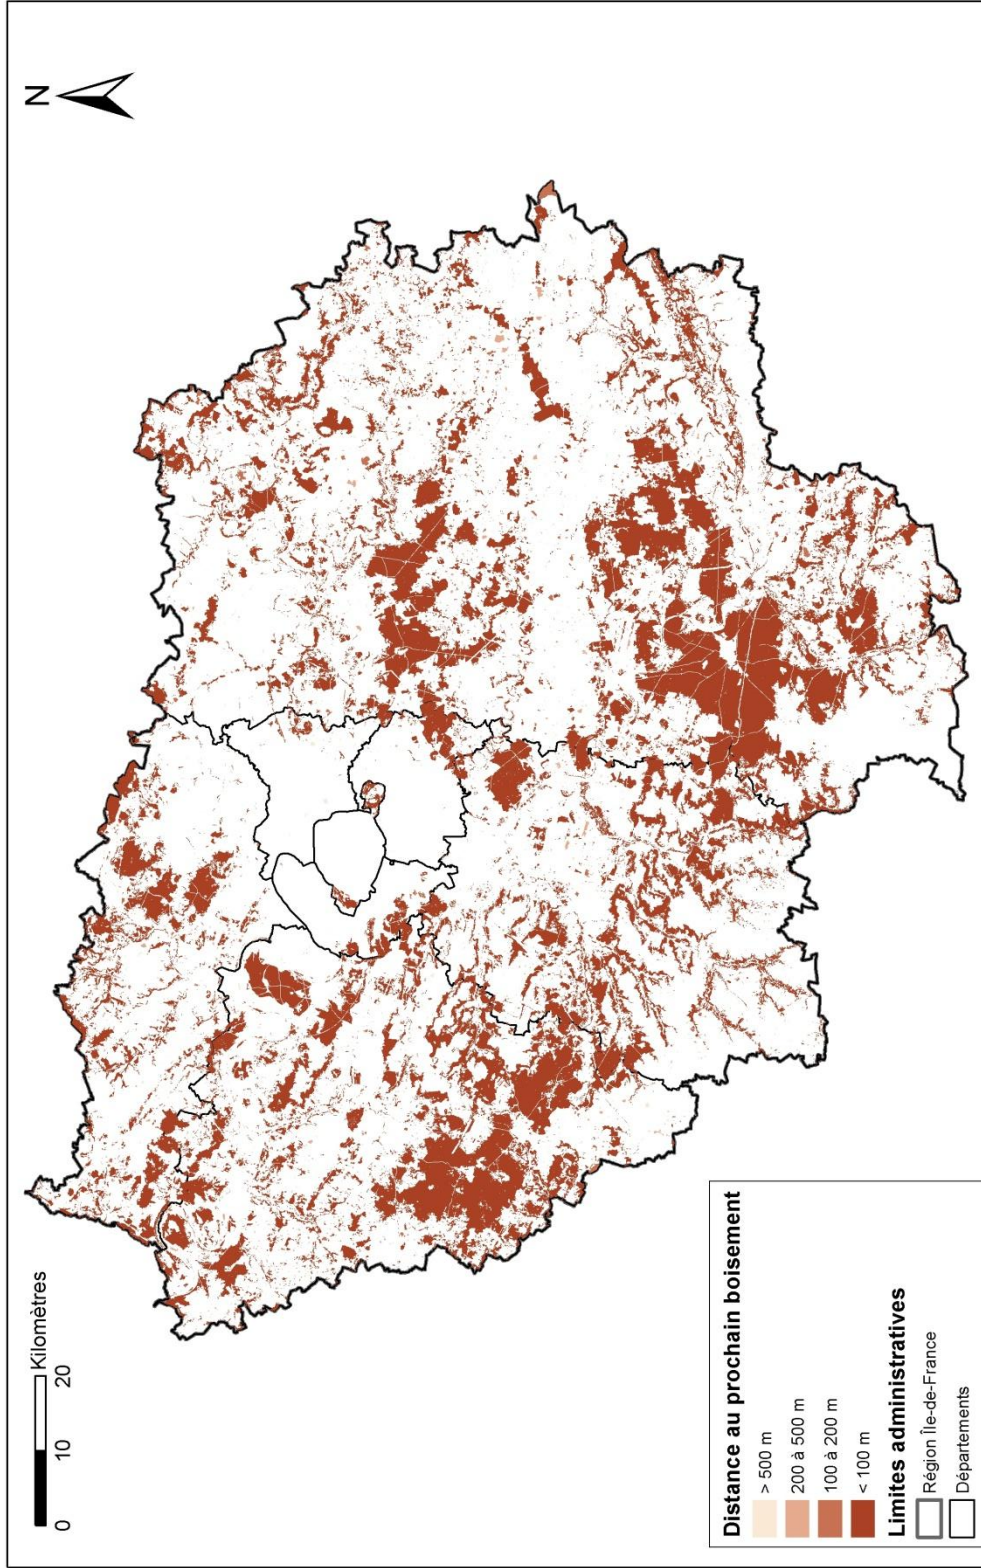 N
Kilomètres
0 10 20
Distance au prochain boisement
> 500 m
200 à 500 m
100 à 200 m
< 100 m
Limites administratives
Région Île-de-France
Départements